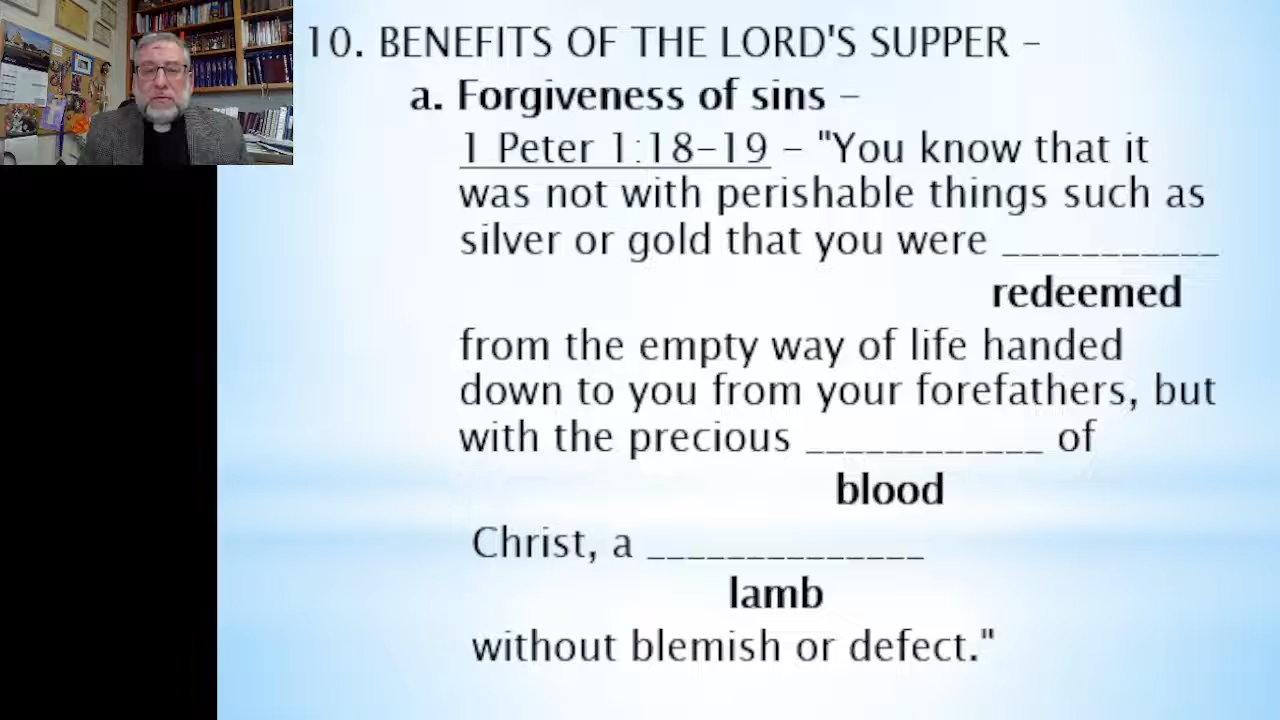 10. BENEFITS OF THE LORD'S SUPPER –
a. Forgiveness of sins –
1 Peter 1:18-19 – "You know that it
was not with perishable things such as
silver or gold that you were ___________
redeemed
from the empty way of life handed
down to you from your forefathers, but
with the precious ____________ of
blood
Christ, a ______________
lamb
without blemish or defect."